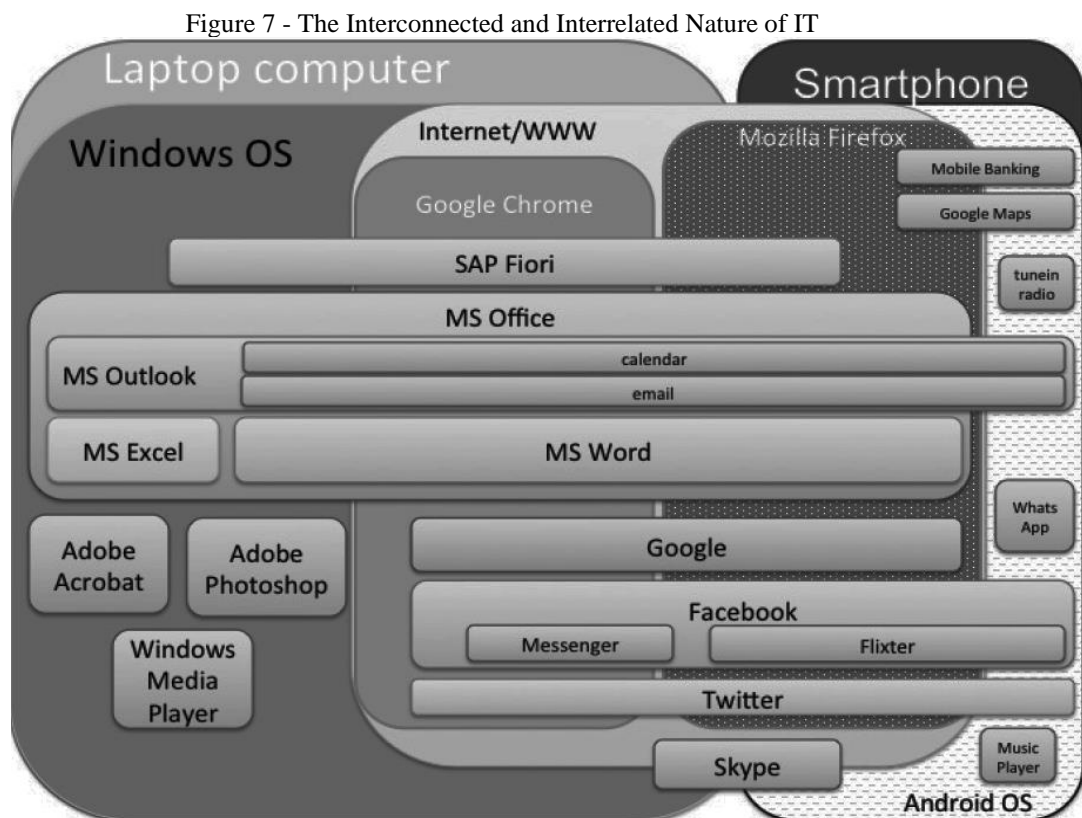 Figure 7 - The Interconnected and Interrelated Nature of IT
Laptop computer
Smartphone
Windows OS
Internet/WWW
Mozilla Firefox
Google Chrome
Mobile Banking
Google Maps
SAP Fiori
tunein
radio
MS Office
MS Outlook
calendar
email
MS Excel
MS Word
Whats
App
Adobe
Acrobat
Adobe
Photoshop
Google
Facebook
Messenger
Flixter
Windows
Media
Player
Twitter
Skype
Music
Player
Android OS